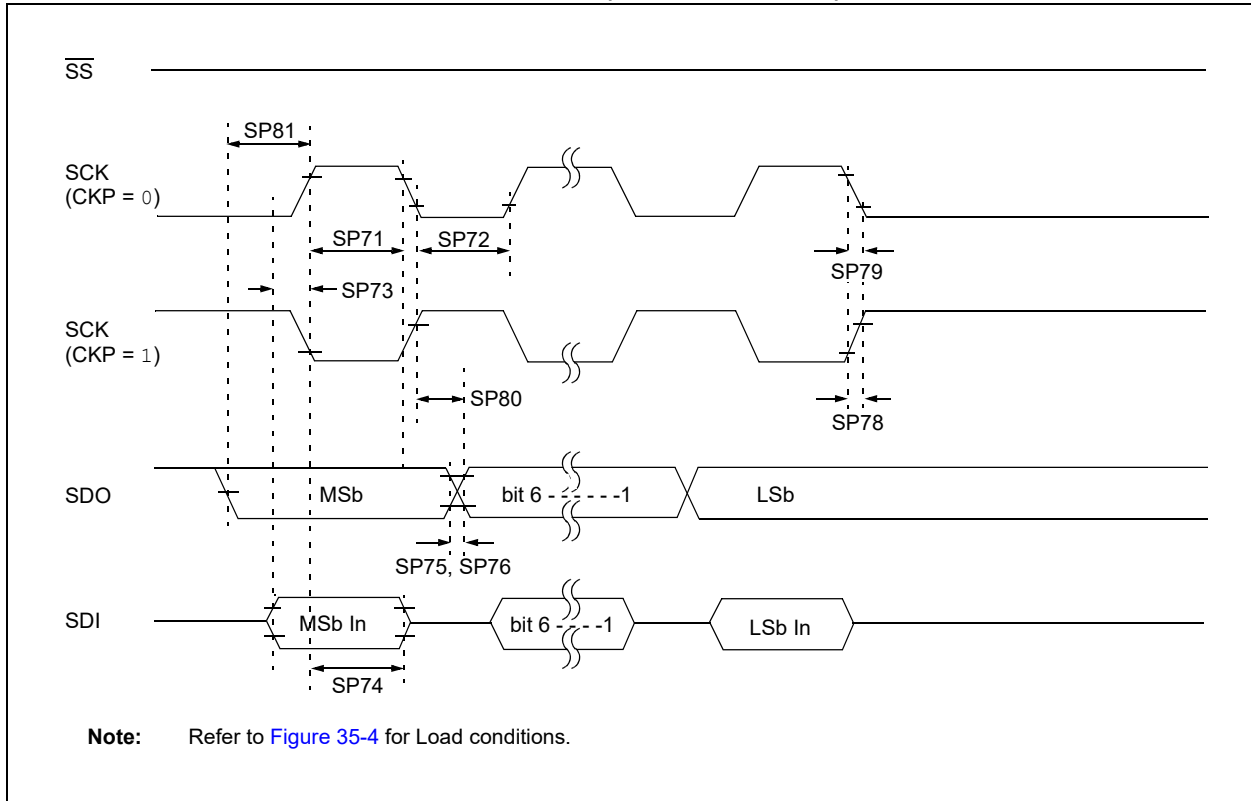 SS
SP81
SCK
(CKP = 0)
SP71
SP72
SP79
SP73
SCK
(CKP = 1)
SP80
SP78
SDO
MSb
bit 6 - - - - - -1
LSb
SP75, SP76
SDI
MSb In
bit 6 - - - -1
LSb In
SP74
Note: Refer to Figure 35-4 for Load conditions.